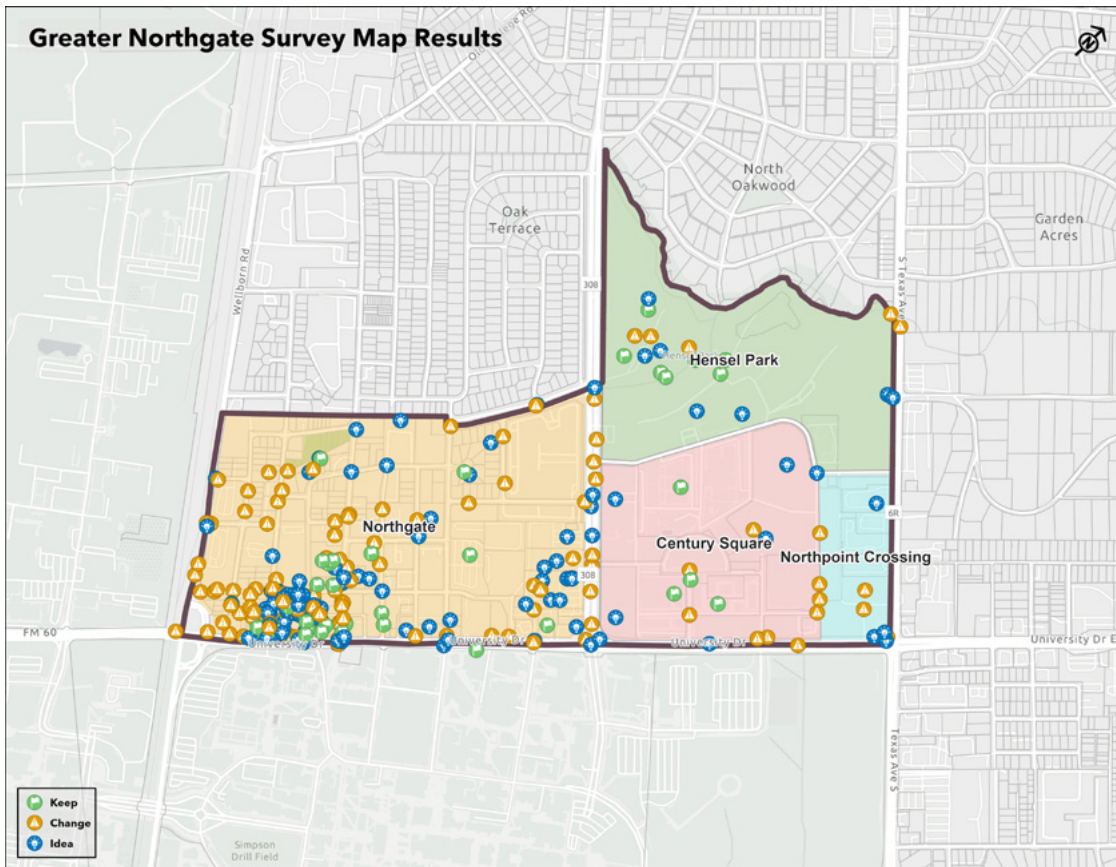 Greater Northgate Survey Map Results
N
North
Oakwood
Oak
Terrace
Garden
Acres
Wellborn Rd
S Texas Ave
308
Hensel Park
Northgate
Century Square
Northpoint Crossing
6R
308
FM 60
University Dr
University Dr
University Dr
University Dr E
Texas Ave S
Keep
Change
Idea
Simpson
Drill Field